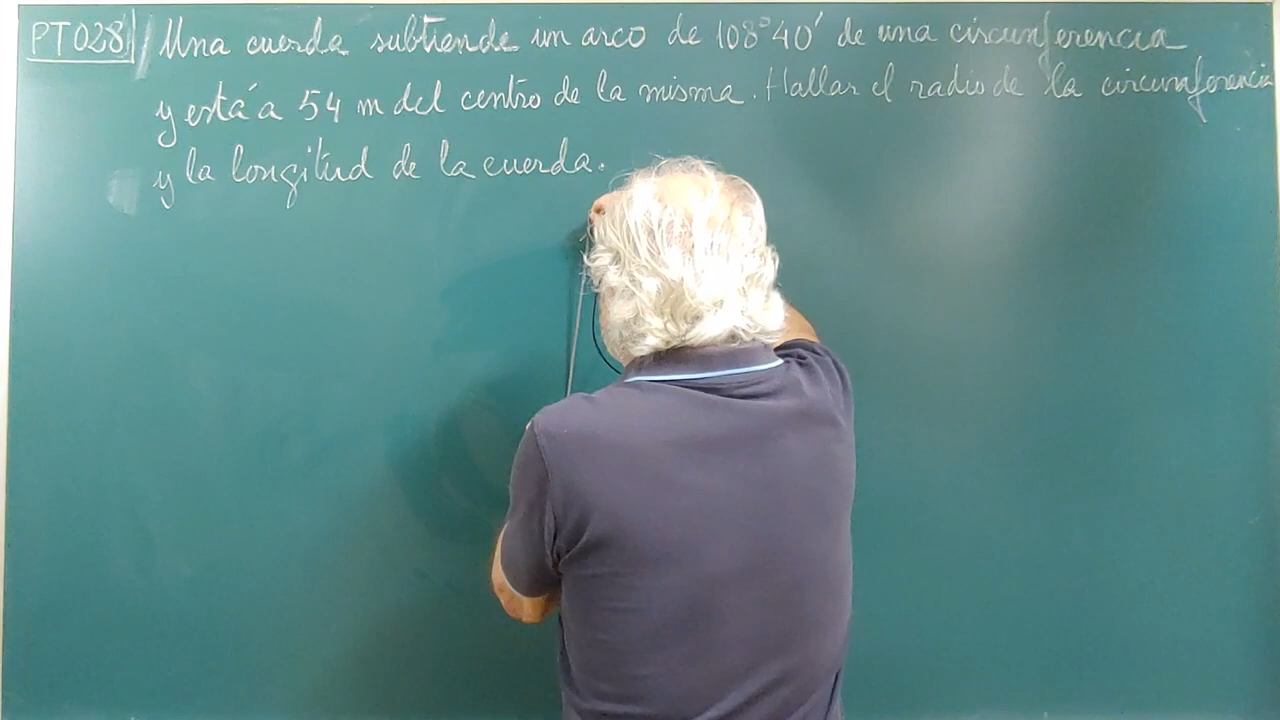 PT028 Una cuerda subtiende un arco de 108°40' de una circunferencia
y está a 54 m del centro de la misma. Hallar el radio de la circunferencia
y la longitud de la cuerda.